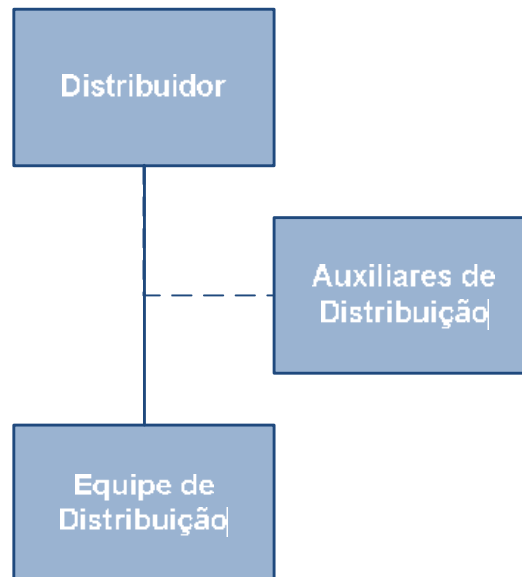 Distribuidor
Auxiliares de
Distribuição
Equipe de
Distribuição